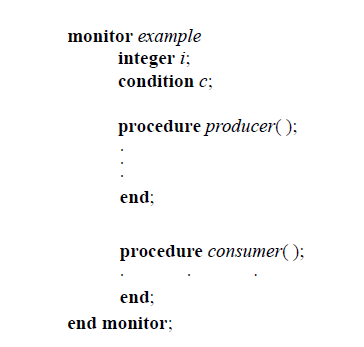 monitor example
integer i;
condition c;
procedure producer( );
.
.
.
end;
procedure consumer( );
. . .
end;
end monitor;